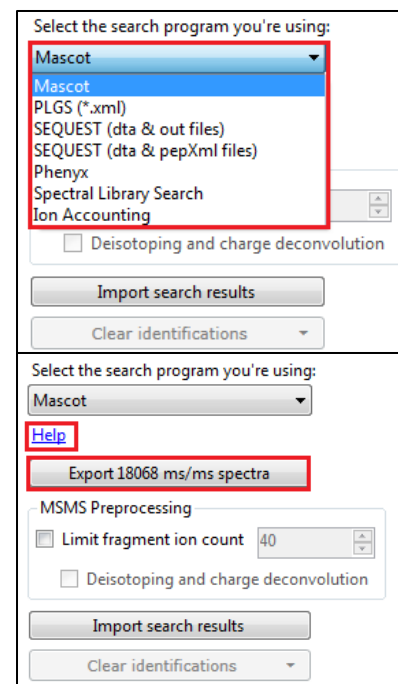 Select the search program you're using:
Mascot
Mascot
PLGS (*.xml)
SEQUEST (dta & out files)
SEQUEST (dta & pepXml files)
Phenyx
Spectral Library Search
Ion Accounting
Deisotoping and charge deconvolution
Import search results
Clear identifications
Select the search program you're using:
Mascot
Help
Export 18068 ms/ms spectra
MSMS Preprocessing
Limit fragment ion count 40
Deisotoping and charge deconvolution
Import search results
Clear identifications